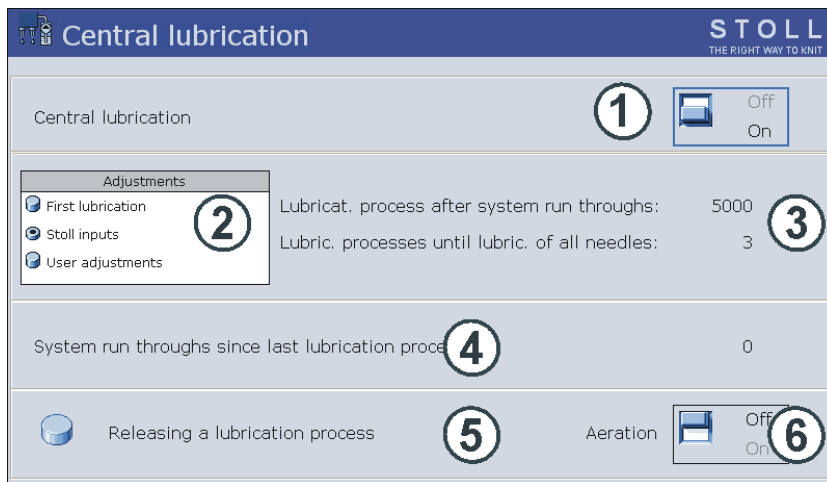 Central lubrication
STOLL
THE RIGHT WAY TO KNIT
Central lubrication
1
Off
On
Adjustments
First lubrication
Stoll inputs
User adjustments
2
Lubricat. process after system run throughs: 5000
Lubric. processes until lubric. of all needles: 3
3
System run throughs since last lubrication proce
4
0
Releasing a lubrication process
5
Aeration
Off
On
6